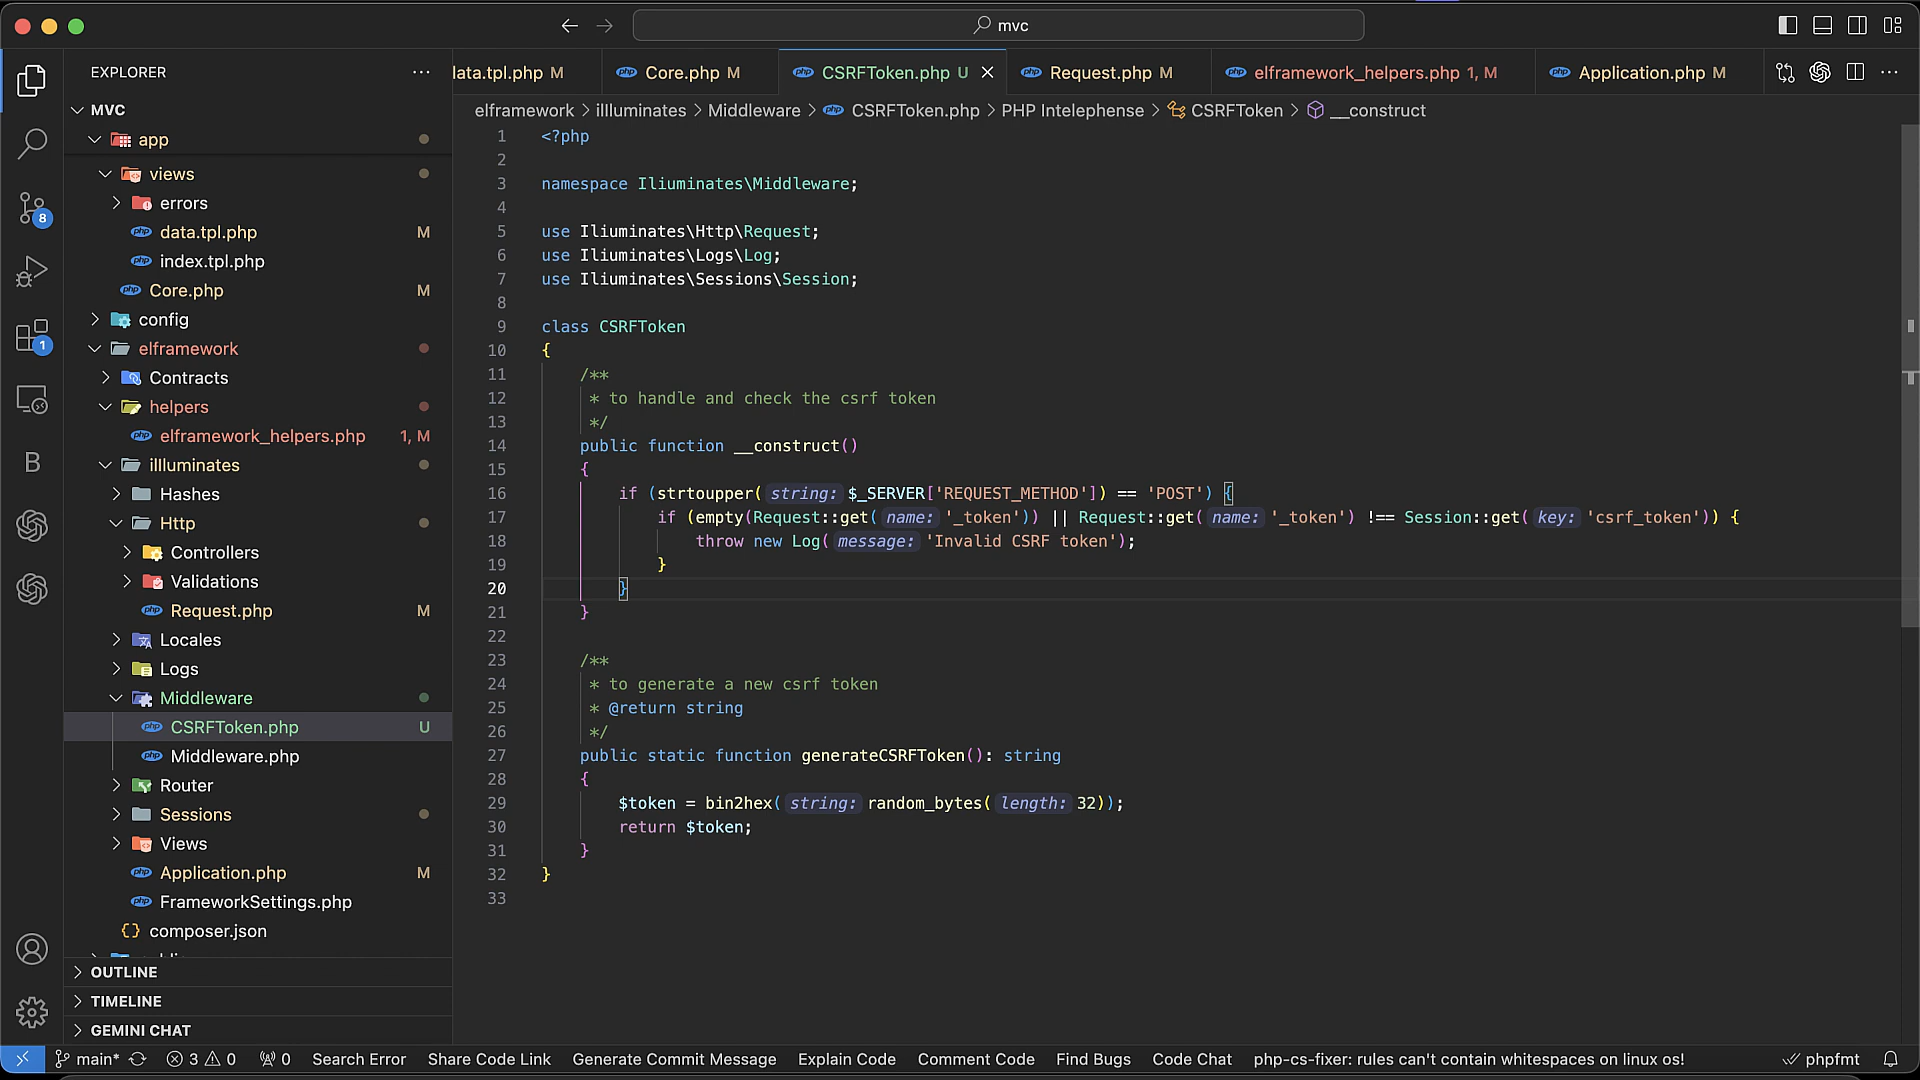 mvc
EXPLORER
MVC
app
views
errors
data.tpl.php M
index.tpl.php
Core.php M
config
elframework
Contracts
helpers
elframework_helpers.php 1, M
illluminates
Hashes
Http
Controllers
Validations
Request.php M
Locales
Logs
Middleware
CSRFToken.php U
Middleware.php
Router
Sessions
Views
Application.php M
FrameworkSettings.php
composer.json
OUTLINE
TIMELINE
GEMINI CHAT
8
1
B
lata.tpl.php M
Core.php M
CSRFToken.php U
Request.php M
elframework_helpers.php 1, M
Application.php M
elframework > illluminates > Middleware > CSRFToken.php > PHP Intelephense > CSRFToken > __construct
1 <?php
2
3 namespace Iliuminates\Middleware;
4
5 use Iliuminates\Http\Request;
6 use Iliuminates\Logs\Log;
7 use Iliuminates\Sessions\Session;
8
9 class CSRFToken
10 {
11 /**
12 * to handle and check the csrf token
13 */
14 public function __construct()
15 {
16 if (strtoupper(string: $_SERVER['REQUEST_METHOD']) == 'POST') {
17 if (empty(Request::get(name: '_token')) || Request::get(name: '_token') !== Session::get(key: 'csrf_token')) {
18 throw new Log(message: 'Invalid CSRF token');
19 }
20 }
21 }
22
23 /**
24 * to generate a new csrf token
25 * @return string
26 */
27 public static function generateCSRFToken(): string
28 {
29 $token = bin2hex(string: random_bytes(length: 32));
30 return $token;
31 }
32 }
33
main* 3 0 0 Search Error Share Code Link Generate Commit Message Explain Code Comment Code Find Bugs Code Chat php-cs-fixer: rules can't contain whitespaces on linux os! phpfmt